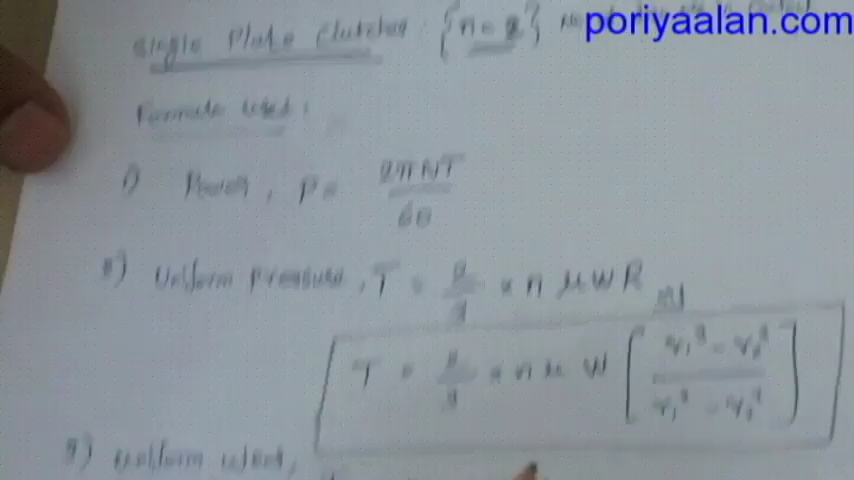 poriyaalan.com
Single Plate Clutches : {n = 2}
Formula used :
1) Power, P = 2πNT / 60
2) Uniform Pressure, T = 2/3 × n μ W R
T = 2/3 × n μ W [ r₁³ - r₂³ / r₁² - r₂² ]
3) Uniform wear,